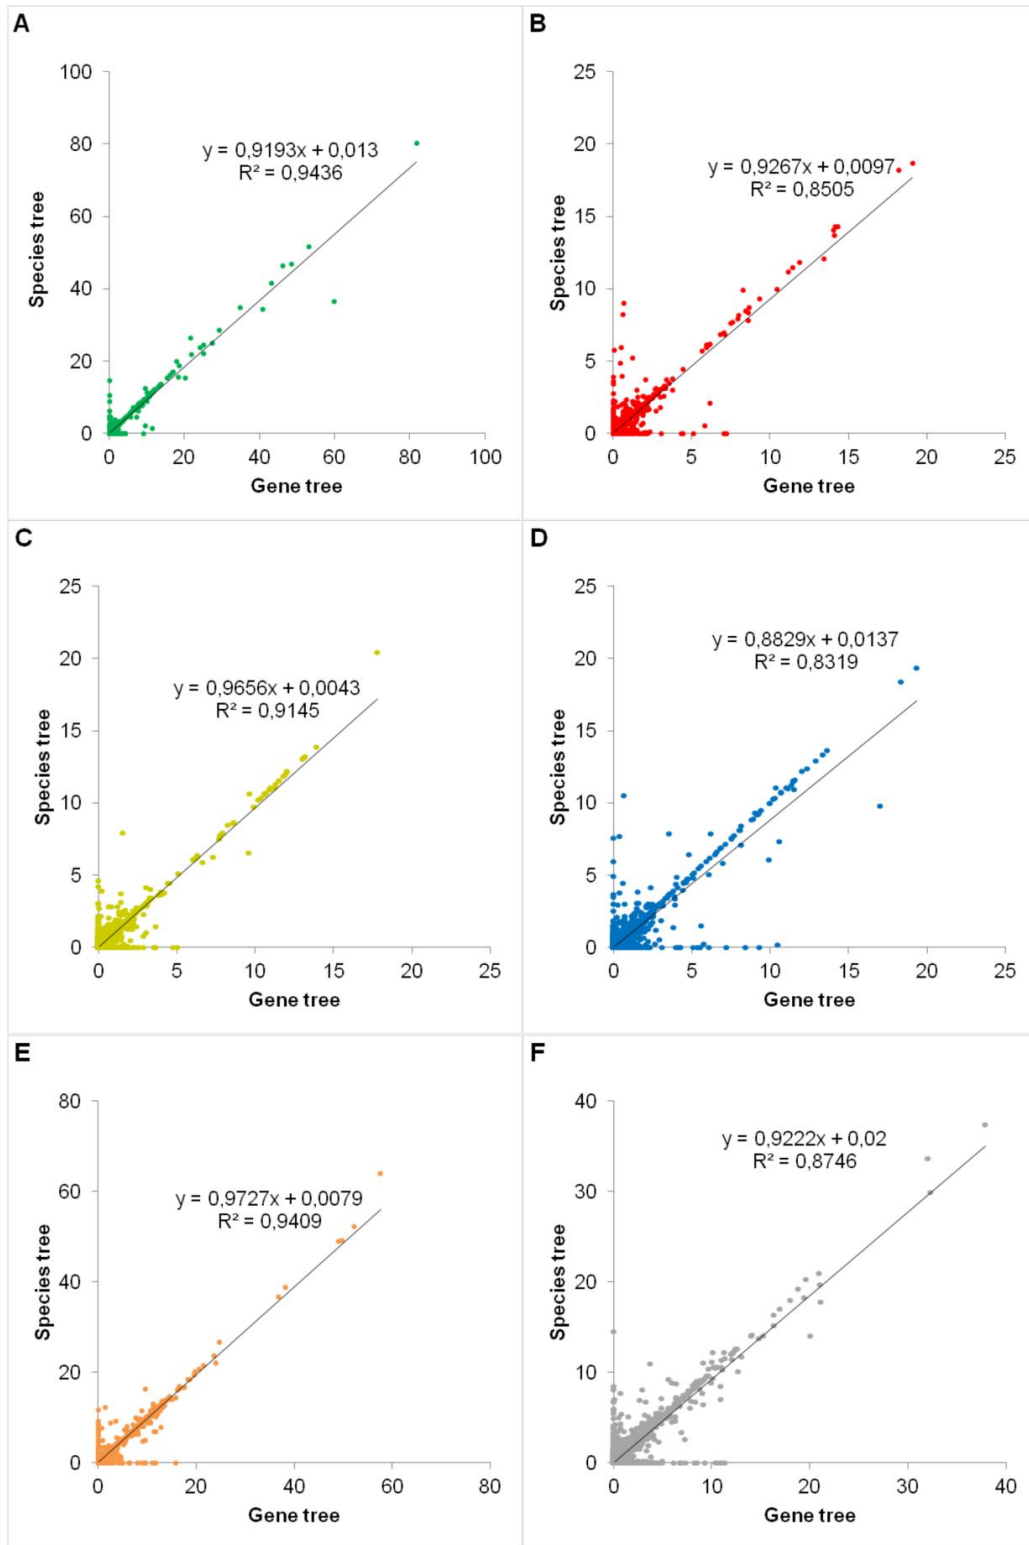 A
100
80
60
40
20
0
y = 0,9193x + 0,013
R² = 0,9436
Species tree
0 20 40 60 80 100
Gene tree
B
25
20
15
10
5
0
y = 0,9267x + 0,0097
R² = 0,8505
Species tree
0 5 10 15 20 25
Gene tree
C
25
20
15
10
5
0
y = 0,9656x + 0,0043
R² = 0,9145
Species tree
0 5 10 15 20 25
Gene tree
D
25
20
15
10
5
0
y = 0,8829x + 0,0137
R² = 0,8319
Species tree
0 5 10 15 20 25
Gene tree
E
80
60
40
20
0
y = 0,9727x + 0,0079
R² = 0,9409
Species tree
0 20 40 60 80
Gene tree
F
40
30
20
10
0
y = 0,9222x + 0,02
R² = 0,8746
Species tree
0 10 20 30 40
Gene tree